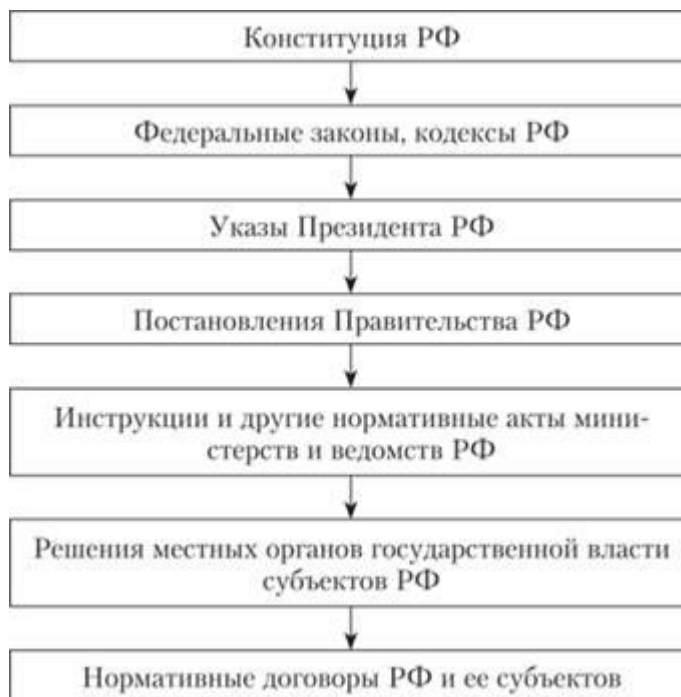 Конституция РФ
Федеральные законы, кодексы РФ
Указы Президента РФ
Постановления Правительства РФ
Инструкции и другие нормативные акты мини-
стерств и ведомств РФ
Решения местных органов государственной власти
субъектов РФ
Нормативные договоры РФ и ее субъектов